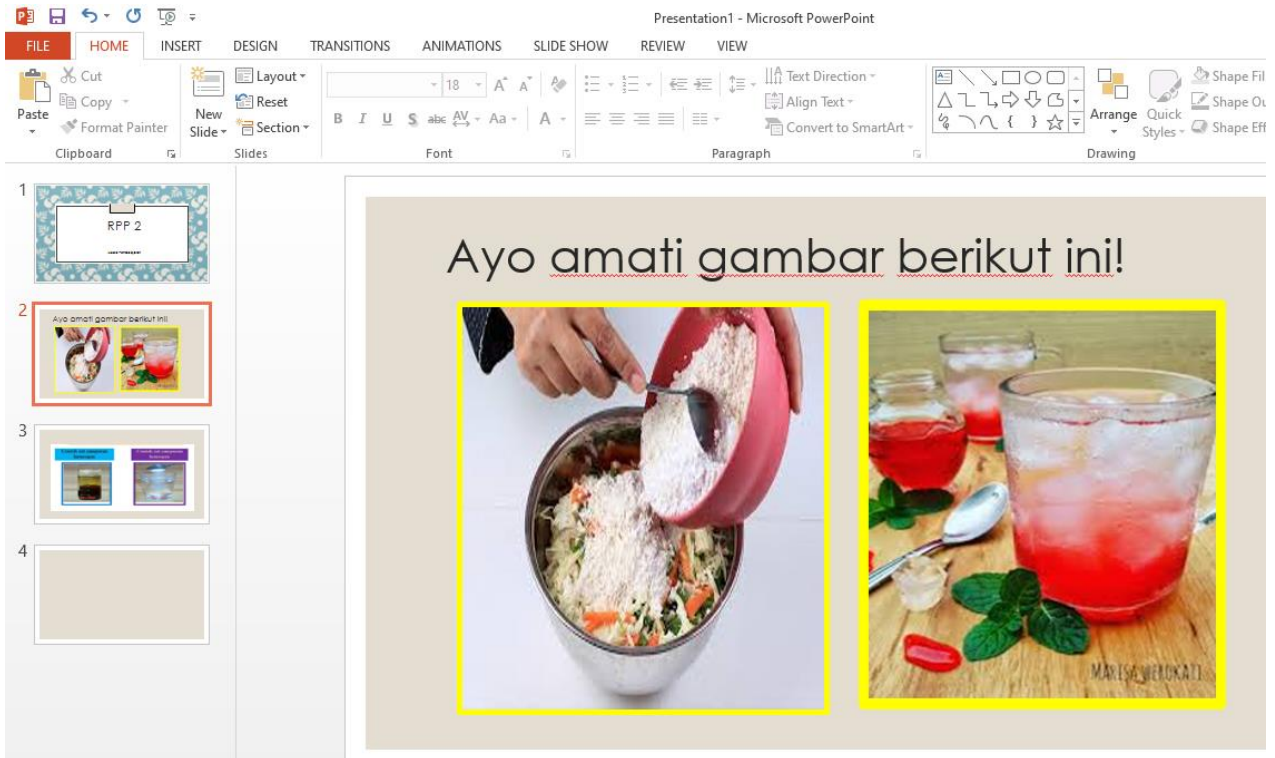 Presentation1 - Microsoft PowerPoint
FILE HOME INSERT DESIGN TRANSITIONS ANIMATIONS SLIDE SHOW REVIEW VIEW
Paste
Cut
Copy
Format Painter
Clipboard
New
Slide
Layout
Reset
Section
Slides
18
B I U S abc AV Aa A
Font
Text Direction
Align Text
Convert to SmartArt
Paragraph
Arrange
Quick
Styles
Drawing
Shape Fil
Shape Ou
Shape Eff
1
RPP 2
2
Ayo amati gambar berikut ini!
3
4
Ayo amati gambar berikut ini!